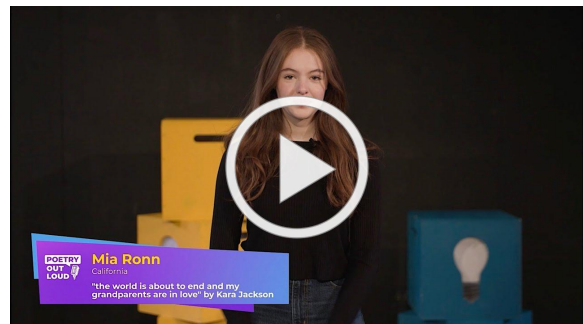 POETRY
OUT
LOUD
Mia Ronn
California
"the world is about to end and my
grandparents are in love" by Kara Jackson